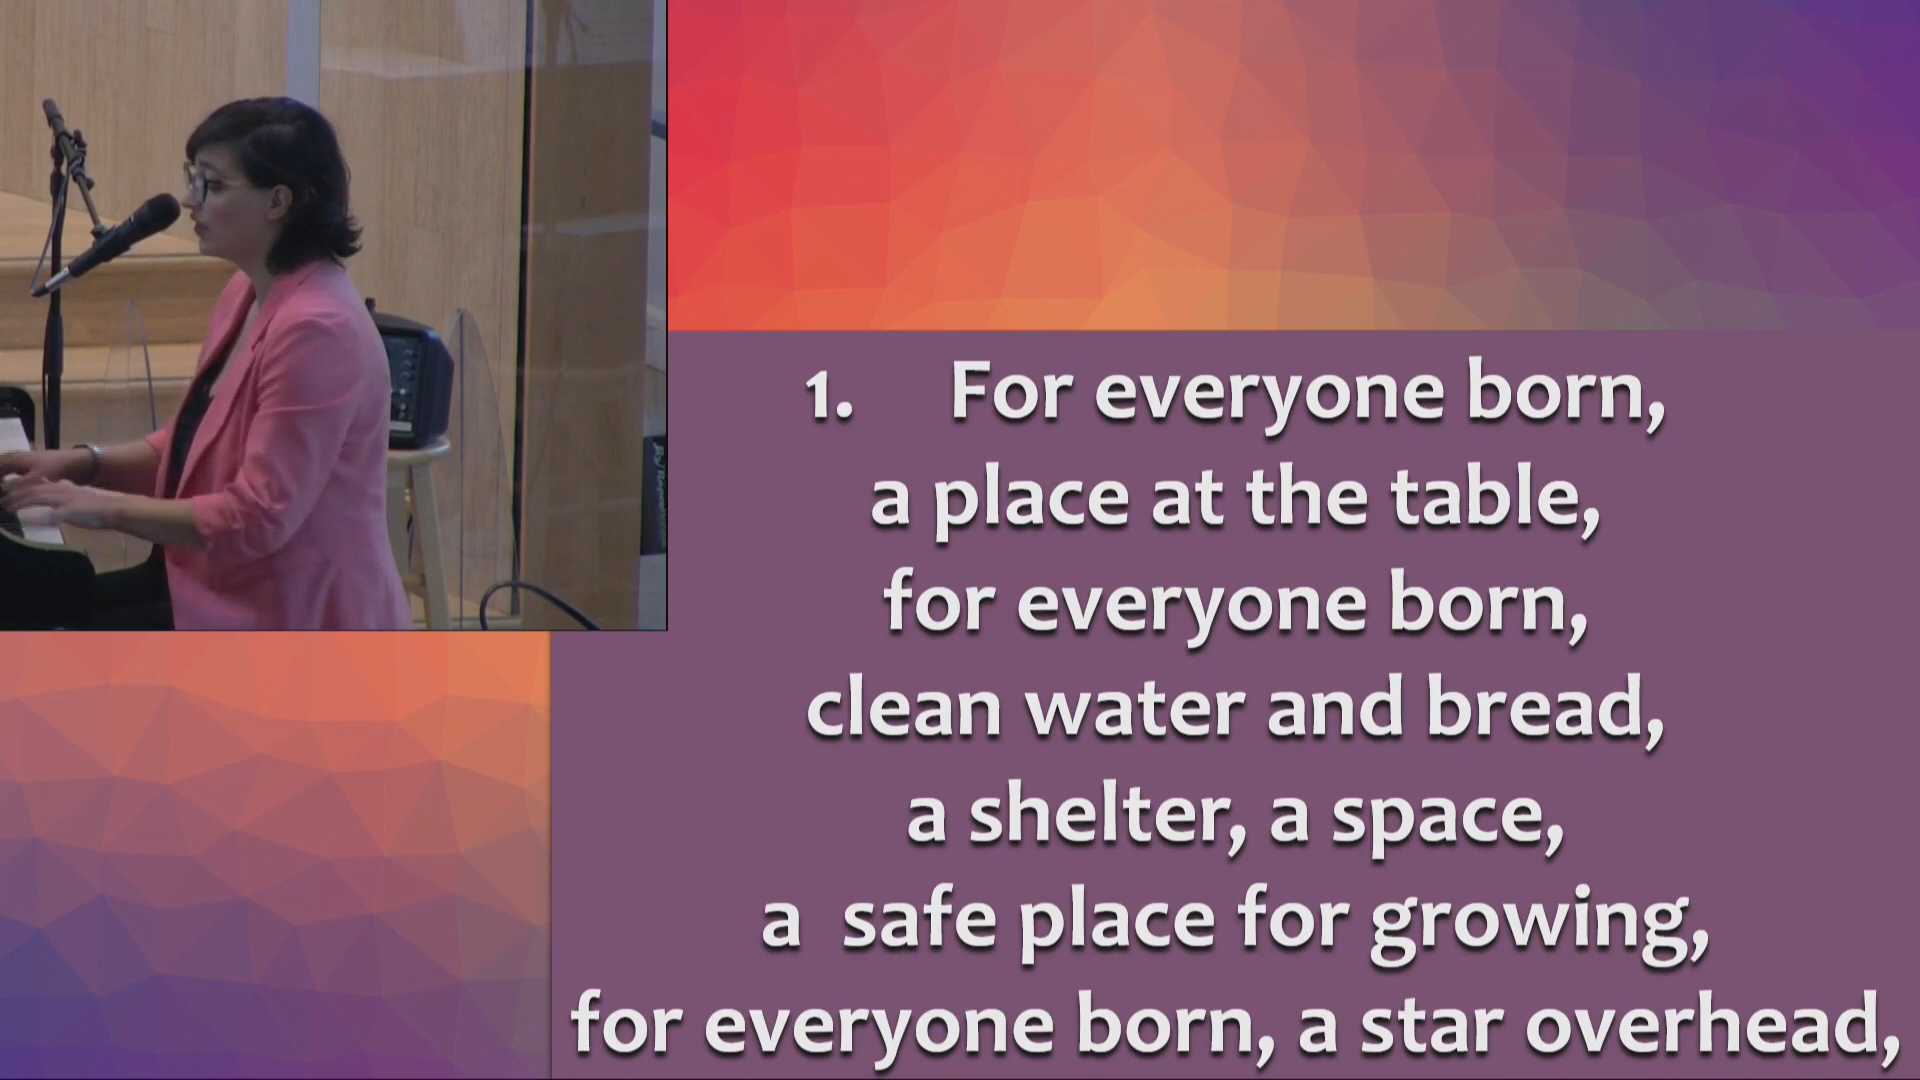 1. For everyone born,
a place at the table,
for everyone born,
clean water and bread,
a shelter, a space,
a safe place for growing,
for everyone born, a star overhead,